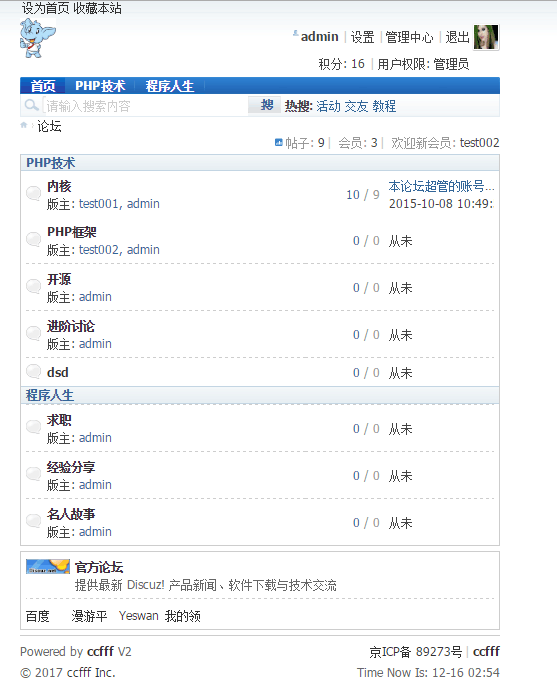 设为首页 收藏本站
admin | 设置 | 管理中心 | 退出
积分: 16 | 用户权限: 管理员
首页 PHP技术 程序人生
请输入搜索内容 搜 热搜: 活动 交友 教程
论坛
帖子: 9 | 会员: 3 | 欢迎新会员: test002
PHP技术
内核
版主: test001, admin
10 / 9
本论坛超管的账号...
2015-10-08 10:49:
PHP框架
版主: test002, admin
0 / 0 从未
开源
版主: admin
0 / 0 从未
进阶讨论
版主: admin
0 / 0 从未
dsd 0 / 0 从未
程序人生
求职
版主: admin
0 / 0 从未
经验分享
版主: admin
0 / 0 从未
名人故事
版主: admin
0 / 0 从未
官方论坛
提供最新 Discuz! 产品新闻、软件下载与技术交流
百度 漫游平 Yeswan 我的领
Powered by ccfff V2
京ICP备 89273号 | ccfff
© 2017 ccfff Inc.
Time Now Is: 12-16 02:54